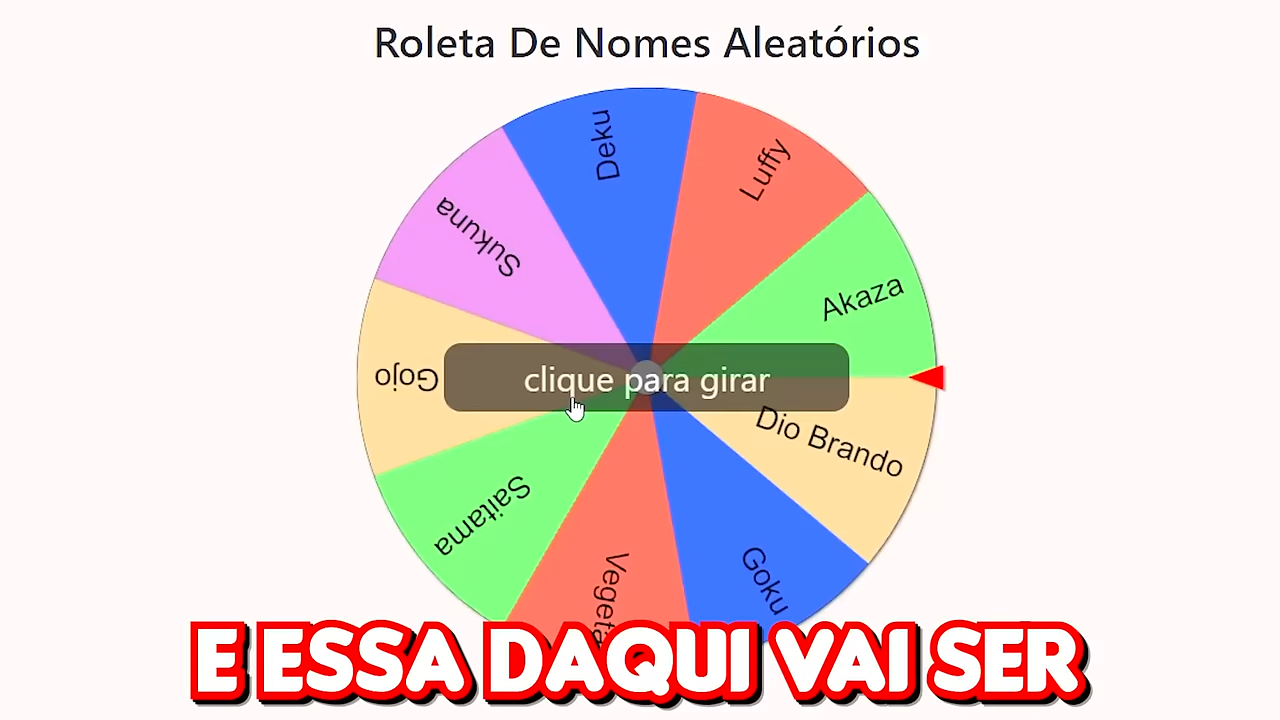 Roleta De Nomes Aleatórios
Deku
Luffy
Sukuna
Akaza
Gojo
clique para girar
Dio Brando
Saitama
Vegeta
Goku
E ESSA DAQUI VAI SER